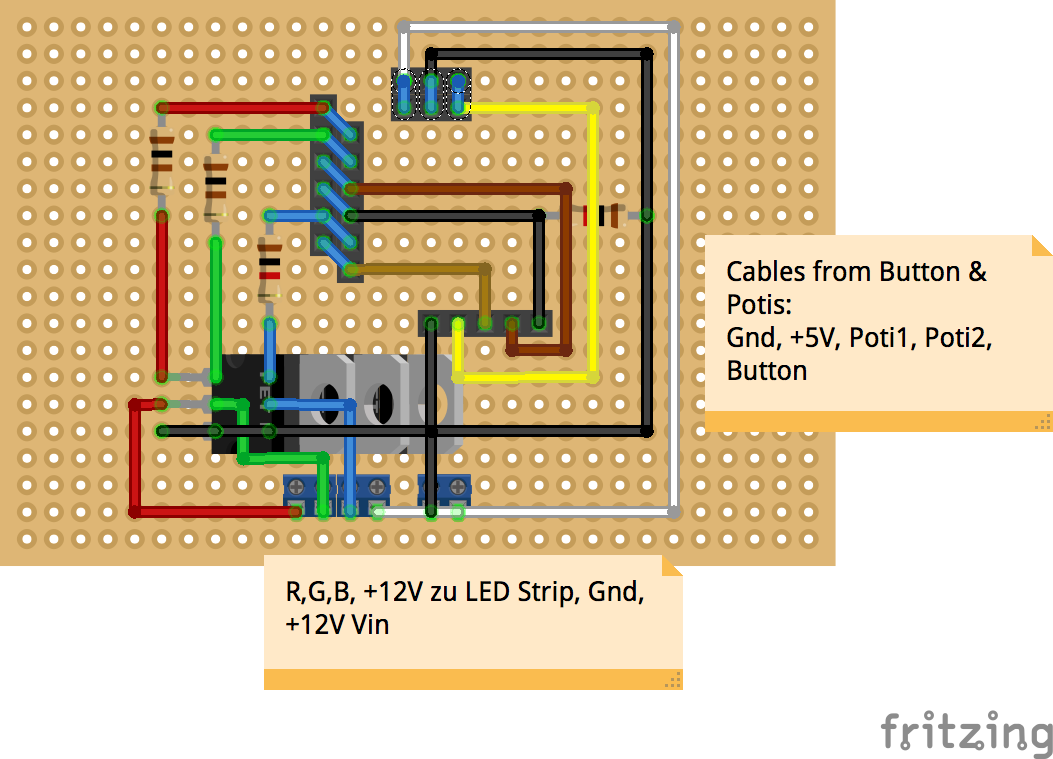 Cables from Button &
Potis:
Gnd, +5V, Poti1, Poti2,
Button
R,G,B, +12V zu LED Strip, Gnd,
+12V Vin
fritzing